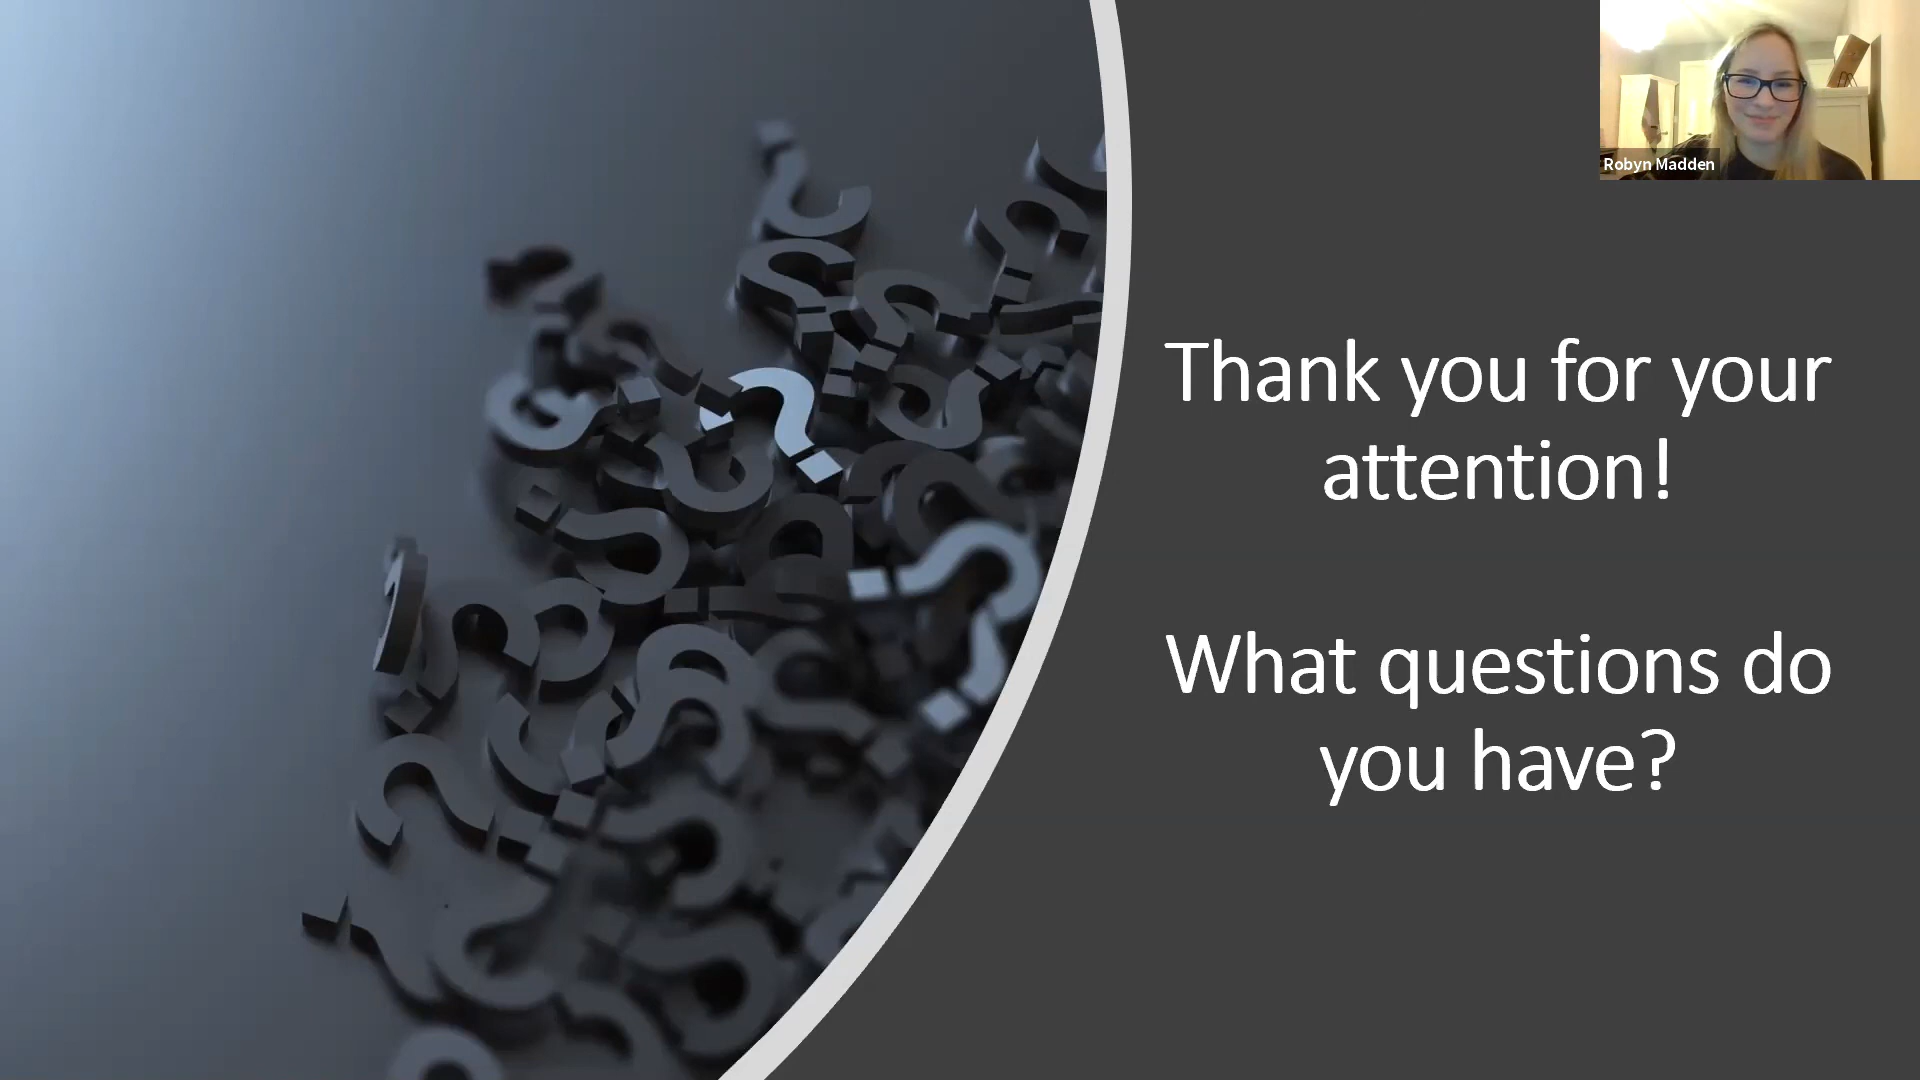 Robyn Madden
Thank you for your
attention!
What questions do
you have?